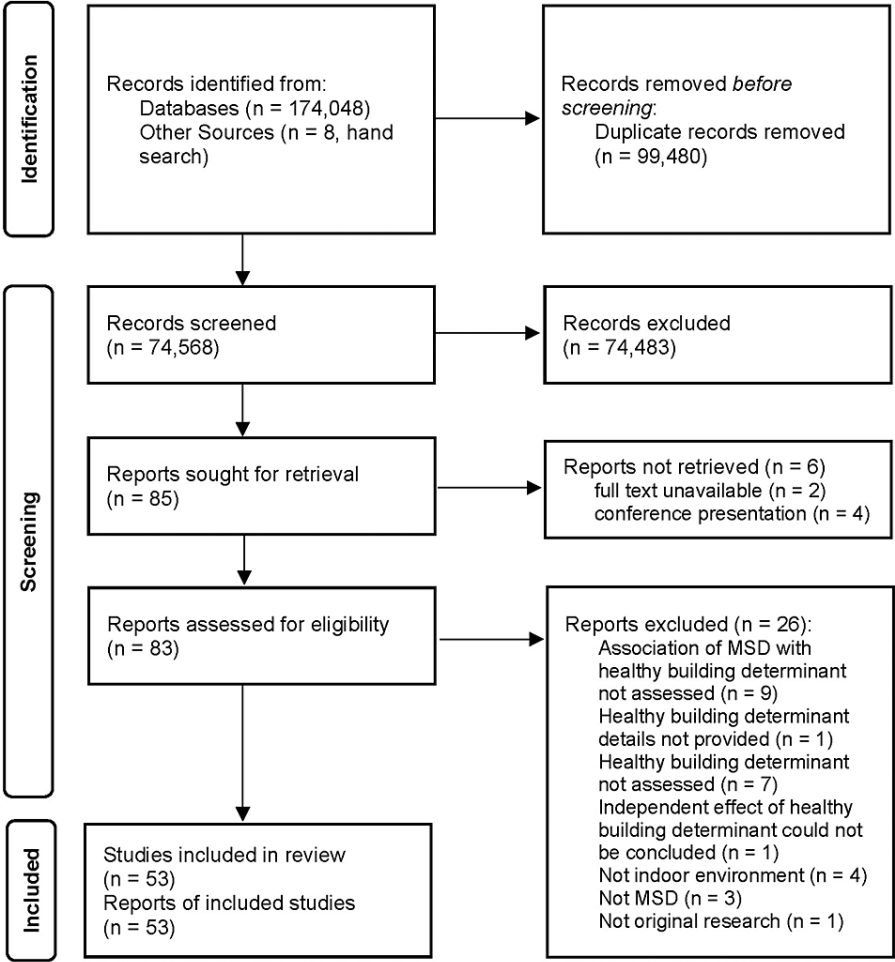 Identification
Records identified from:
Databases (n = 174,048)
Other Sources (n = 8, hand
search)
Records removed before
screening:
Duplicate records removed
(n = 99,480)
Screening
Records screened
(n = 74,568)
Records excluded
(n = 74,483)
Reports sought for retrieval
(n = 85)
Reports not retrieved (n = 6)
full text unavailable (n = 2)
conference presentation (n = 4)
Reports assessed for eligibility
(n = 83)
Reports excluded (n = 26):
Association of MSD with
healthy building determinant
not assessed (n = 9)
Healthy building determinant
details not provided (n = 1)
Healthy building determinant
not assessed (n = 7)
Independent effect of healthy
building determinant could not
be concluded (n = 1)
Not indoor environment (n = 4)
Not MSD (n = 3)
Not original research (n = 1)
Included
Studies included in review
(n = 53)
Reports of included studies
(n = 53)